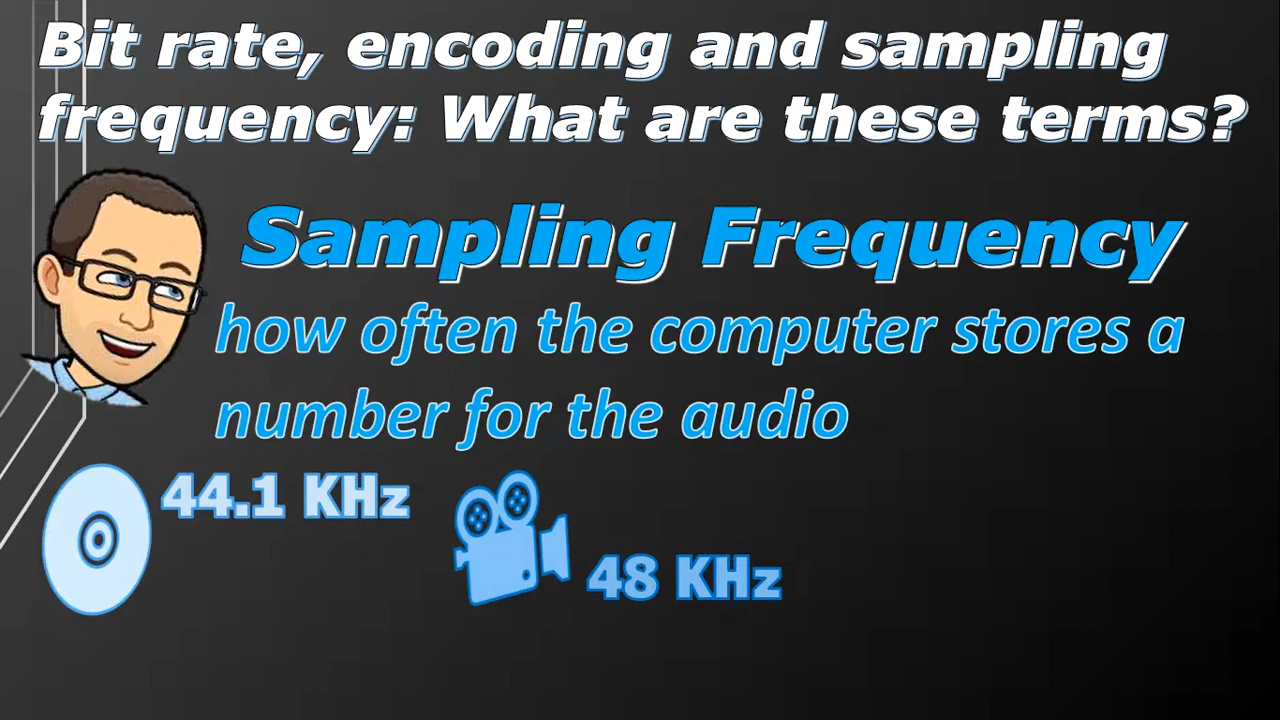 Bit rate, encoding and sampling
frequency: What are these terms?
Sampling Frequency
how often the computer stores a
number for the audio
44.1 KHz
48 KHz